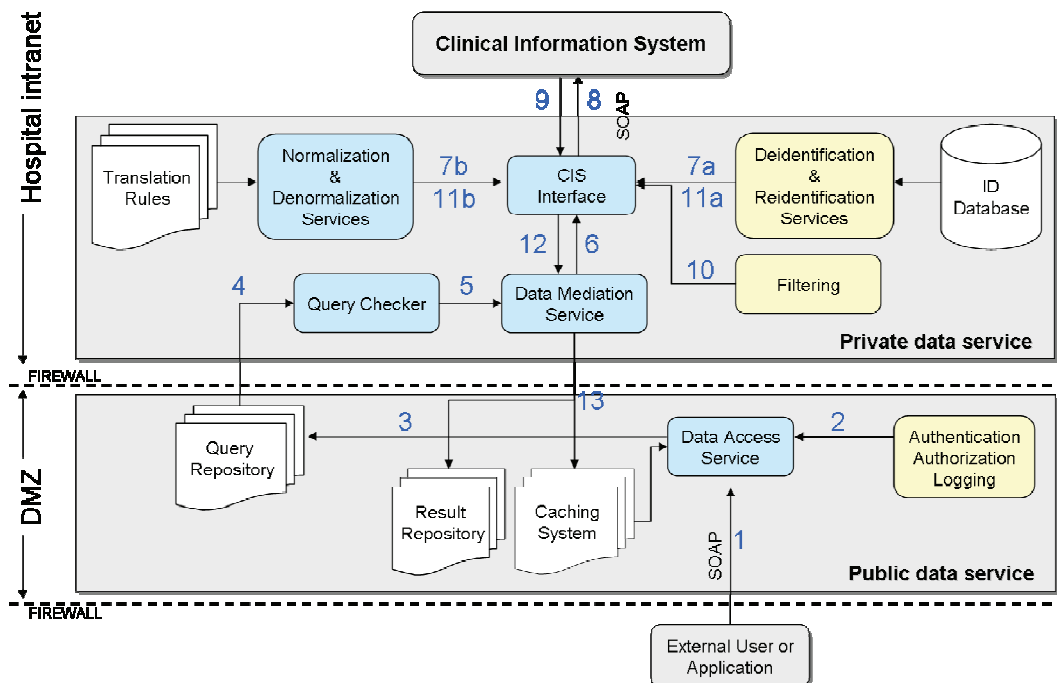 Clinical Information System
Hospital intranet
9
8
SOAP
Translation
Rules
Normalization
&
Denormalization
Services
7b
11b
CIS
Interface
7a
11a
Deidentification
&
Reidentification
Services
ID
Database
12
6
10
Filtering
4
Query Checker
5
Data Mediation
Service
Private data service
FIREWALL
DMZ
13
Query
Repository
3
Data Access
Service
2
Authentication
Authorization
Logging
Result
Repository
Caching
System
SOAP
1
Public data service
FIREWALL
External User or
Application